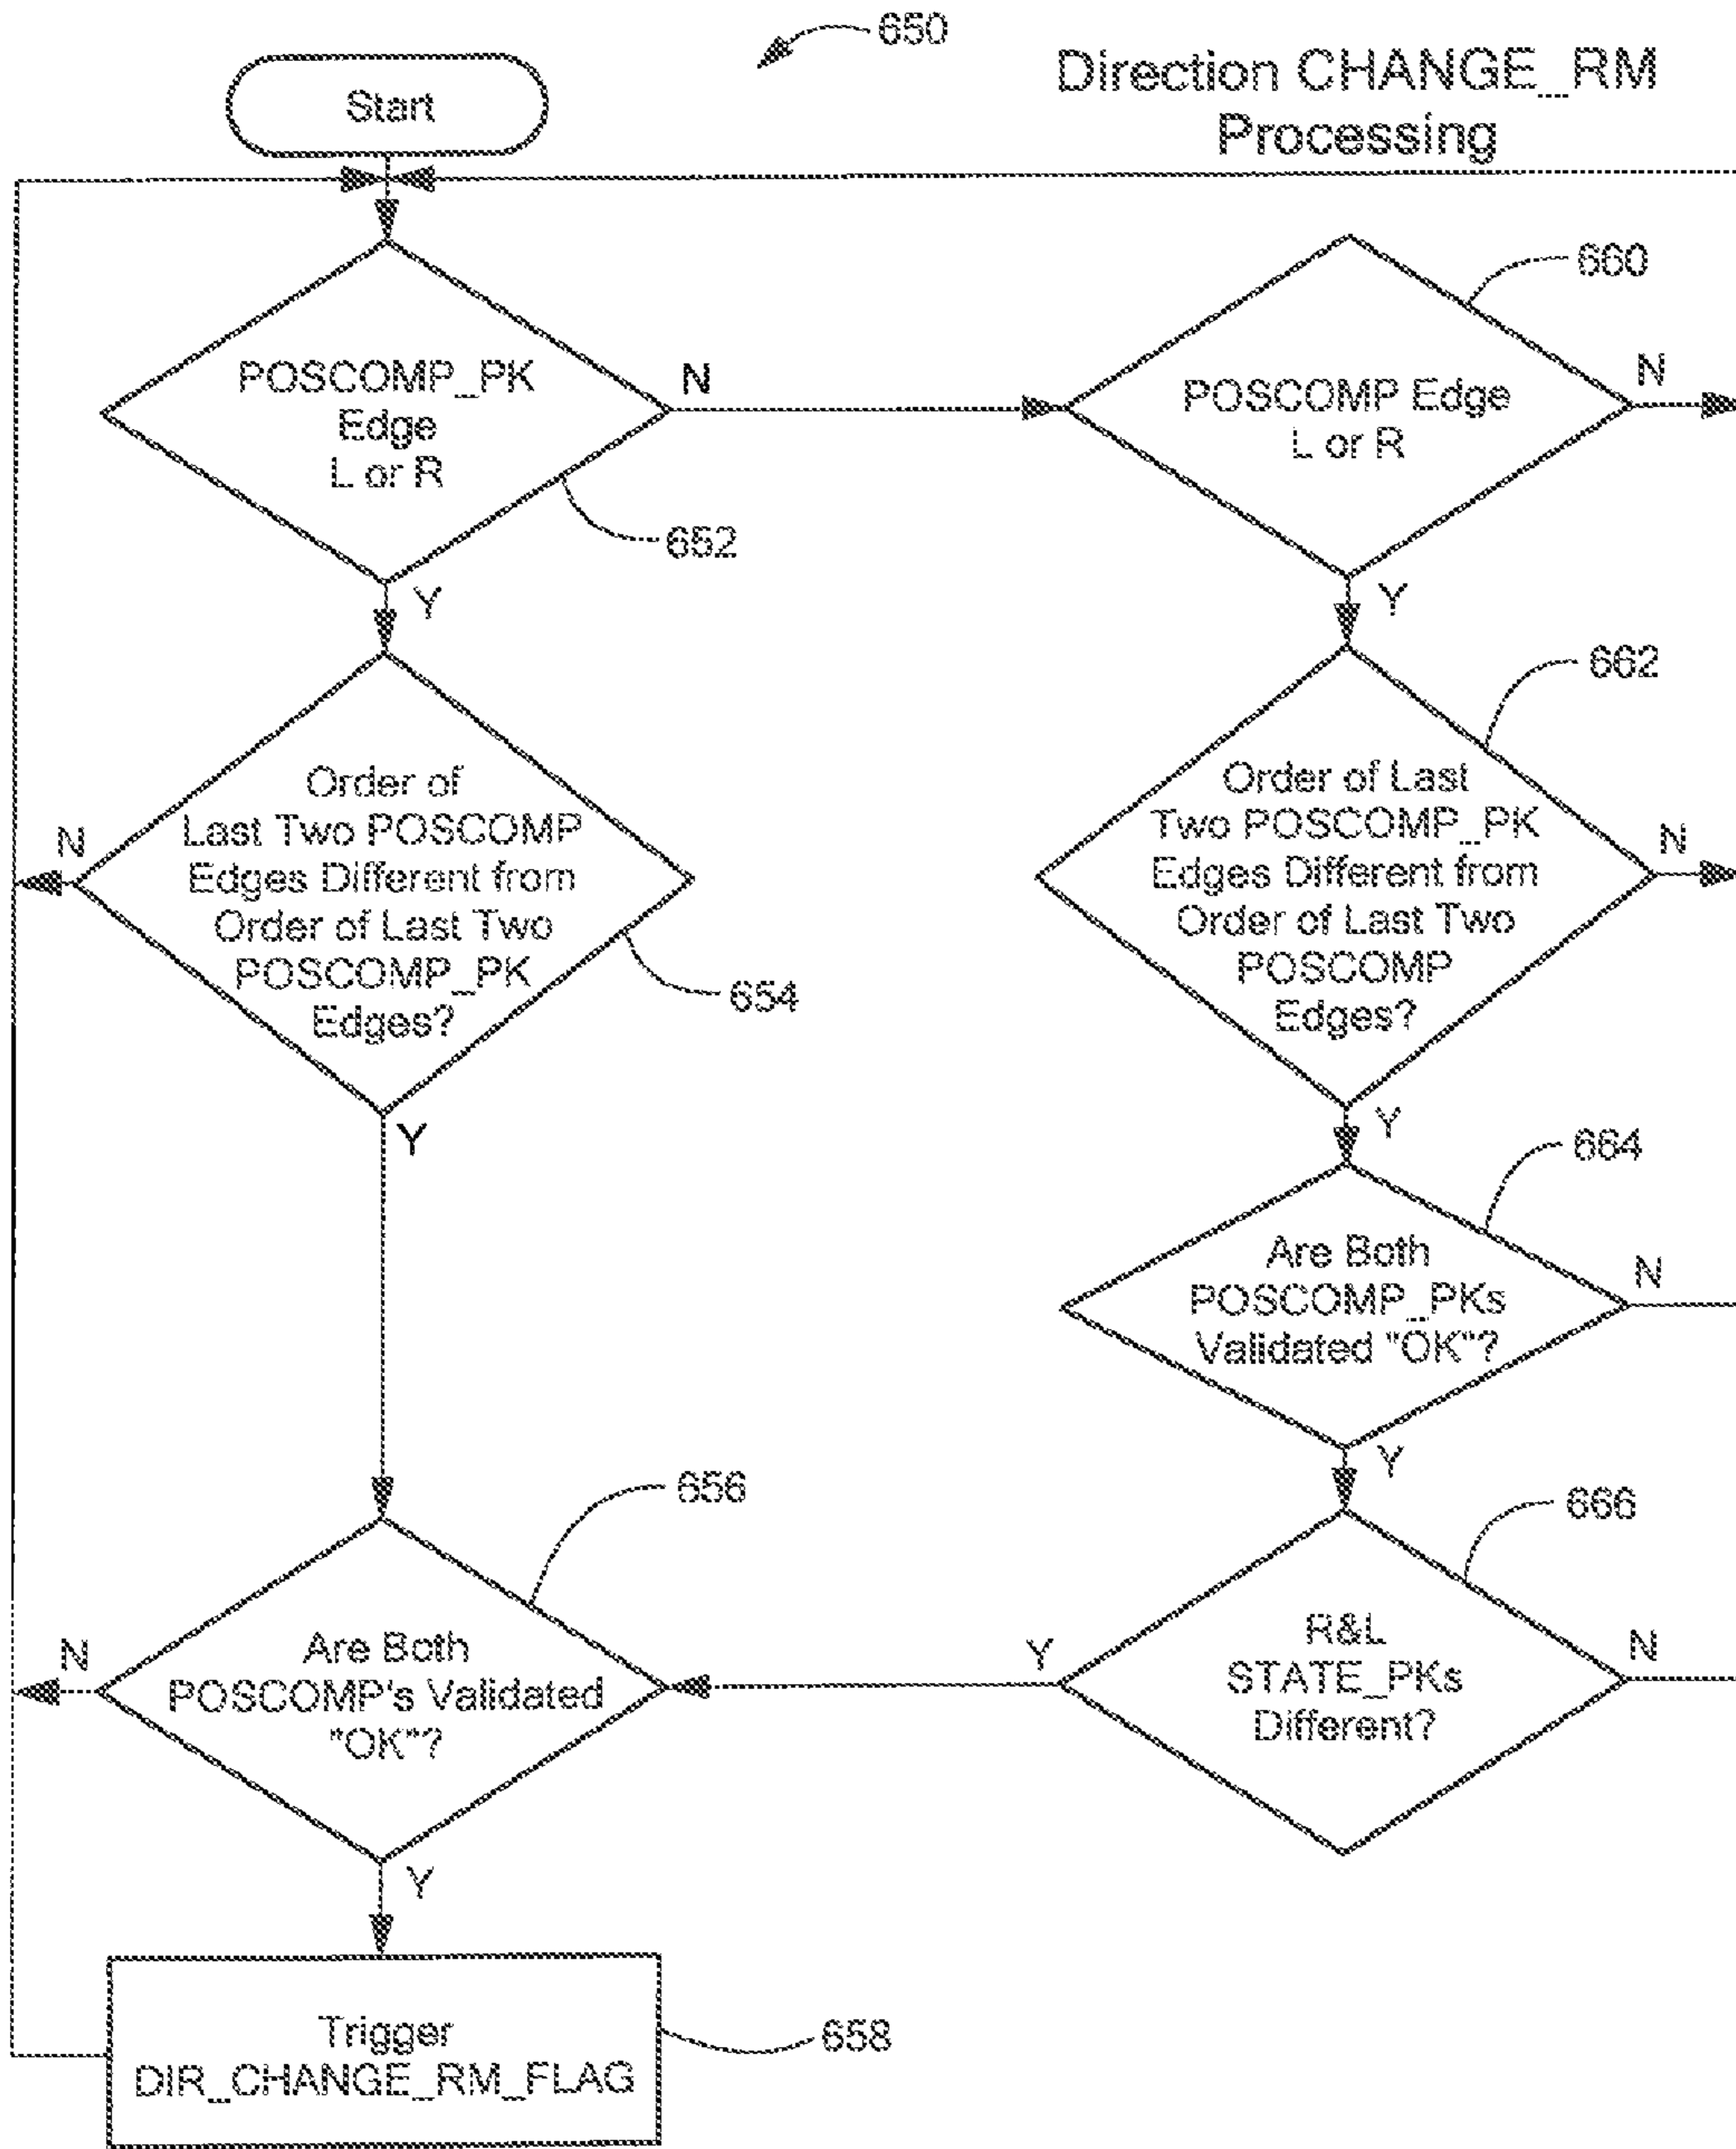 650
Direction CHANGE_RM
Processing
Start
POSCOMP_PK
Edge
L or R
N
652
Y
POSCOMP Edge
L or R
660
N
Y
Order of
Last Two POSCOMP
Edges Different from
Order of Last Two
POSCOMP_PK
Edges?
N
654
Y
Order of Last
Two POSCOMP_PK
Edges Different from
Order of Last Two
POSCOMP
Edges?
662
N
Y
Are Both
POSCOMP_PKs
Validated "OK"?
664
N
Y
Are Both
POSCOMP's Validated
"OK"?
656
N
Y
R&L
STATE_PKs
Different?
666
Y
N
Trigger
DIR_CHANGE_RM_FLAG
658